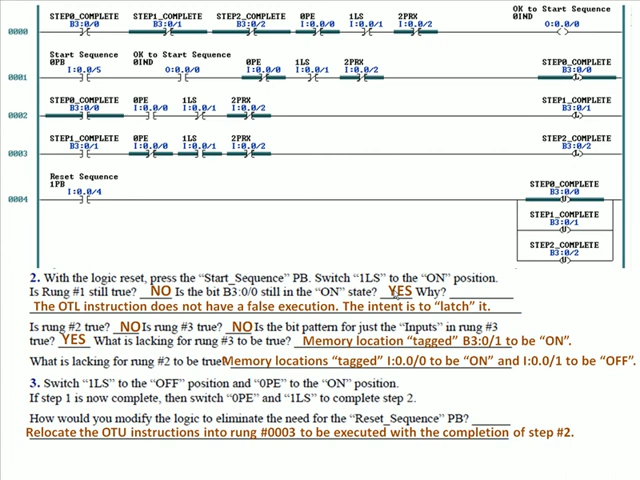 STEP0_COMPLETE STEP1_COMPLETE STEP2_COMPLETE 0PE 1LS 2PRX OK to Start Sequence
0IND
B3:0/0 B3:0/1 B3:0/2 I:0.0/0 I:0.0/1 I:0.0/2 O:0.0/0
0000
Start Sequence OK to Start Sequence
0PB 0IND 0PE 1LS 2PRX STEP0_COMPLETE
I:0.0/5 O:0.0/0 I:0.0/0 I:0.0/1 I:0.0/2 B3:0/0
0001 L
STEP0_COMPLETE 0PE 1LS 2PRX STEP1_COMPLETE
B3:0/0 I:0.0/0 I:0.0/1 I:0.0/2 B3:0/1
0002 L
STEP1_COMPLETE 0PE 1LS 2PRX STEP2_COMPLETE
B3:0/1 I:0.0/0 I:0.0/1 I:0.0/2 B3:0/2
0003 L
Reset Sequence
1PB STEP0_COMPLETE
I:0.0/4 B3:0/0
0004 U
STEP1_COMPLETE
B3:0/1
U
STEP2_COMPLETE
B3:0/2
U
2. With the logic reset, press the “Start_Sequence” PB. Switch “1LS” to the “ON” position.
Is Rung #1 still true? NO Is the bit B3:0/0 still in the “ON” state? YES Why?
The OTL instruction does not have a false execution. The intent is to “latch” it.
Is rung #2 true? NO Is rung #3 true? NO Is the bit pattern for just the “Inputs” in rung #3
true? YES What is lacking for rung #3 to be true? Memory location “tagged” B3:0/1 to be “ON”.
What is lacking for rung #2 to be true Memory locations “tagged” I:0.0/0 to be “ON” and I:0.0/1 to be “OFF”.
3. Switch “1LS” to the “OFF” position and “0PE” to the “ON” position.
If step 1 is now complete, then switch “0PE” and “1LS” to complete step 2.
How would you modify the logic to eliminate the need for the “Reset_Sequence” PB?
Relocate the OTU instructions into rung #0003 to be executed with the completion of step #2.